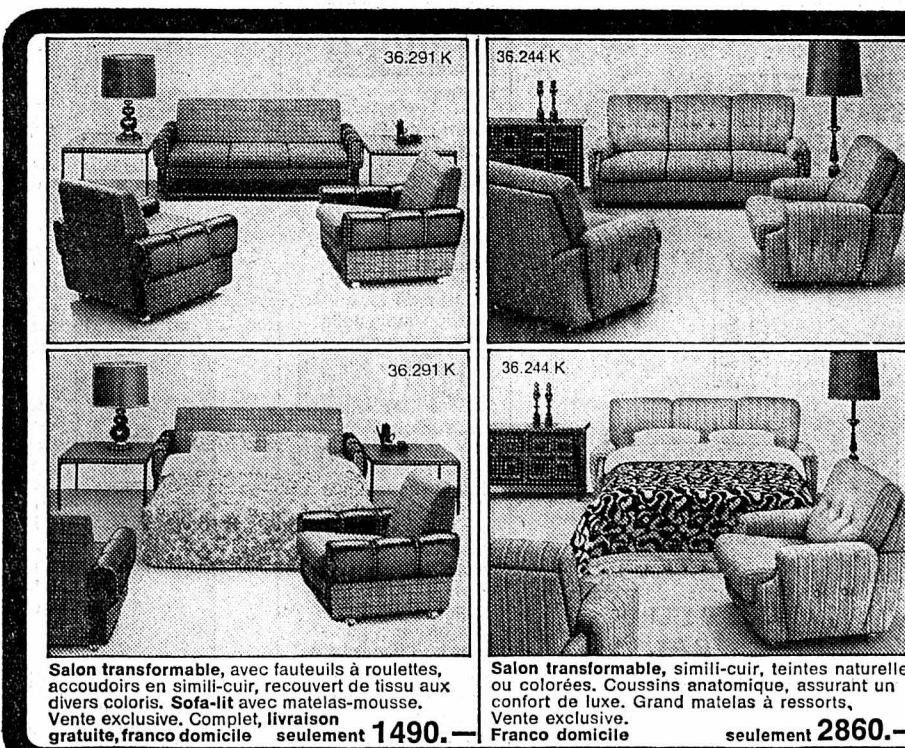 36.291 K
36.291 K
Salon transformable, avec fauteuils à roulettes,
accoudoirs en simili-cuir, recouvert de tissu aux
divers coloris. Sofa-lit avec matelas-mousse.
Vente exclusive. Complet, livraison
gratuite, franco domicile seulement 1490.—
36.244 K
36.244 K
Salon transformable, simili-cuir, teintes naturelle
ou colorées. Coussins anatomique, assurant un
confort de luxe. Grand matelas à ressorts,
Vente exclusive.
Franco domicile seulement 2860.–